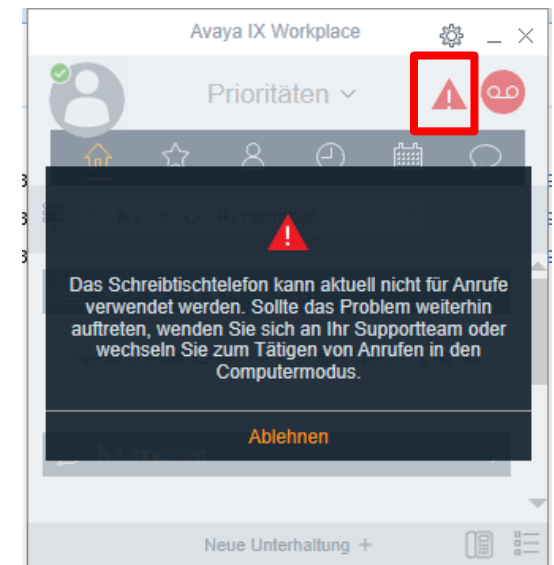 Avaya IX Workplace
Prioritäten
Das Schreibtischtelefon kann aktuell nicht für Anrufe
verwendet werden. Sollte das Problem weiterhin
auftreten, wenden Sie sich an Ihr Supportteam oder
wechseln Sie zum Tätigen von Anrufen in den
Computermodus.
Ablehnen
Neue Unterhaltung +